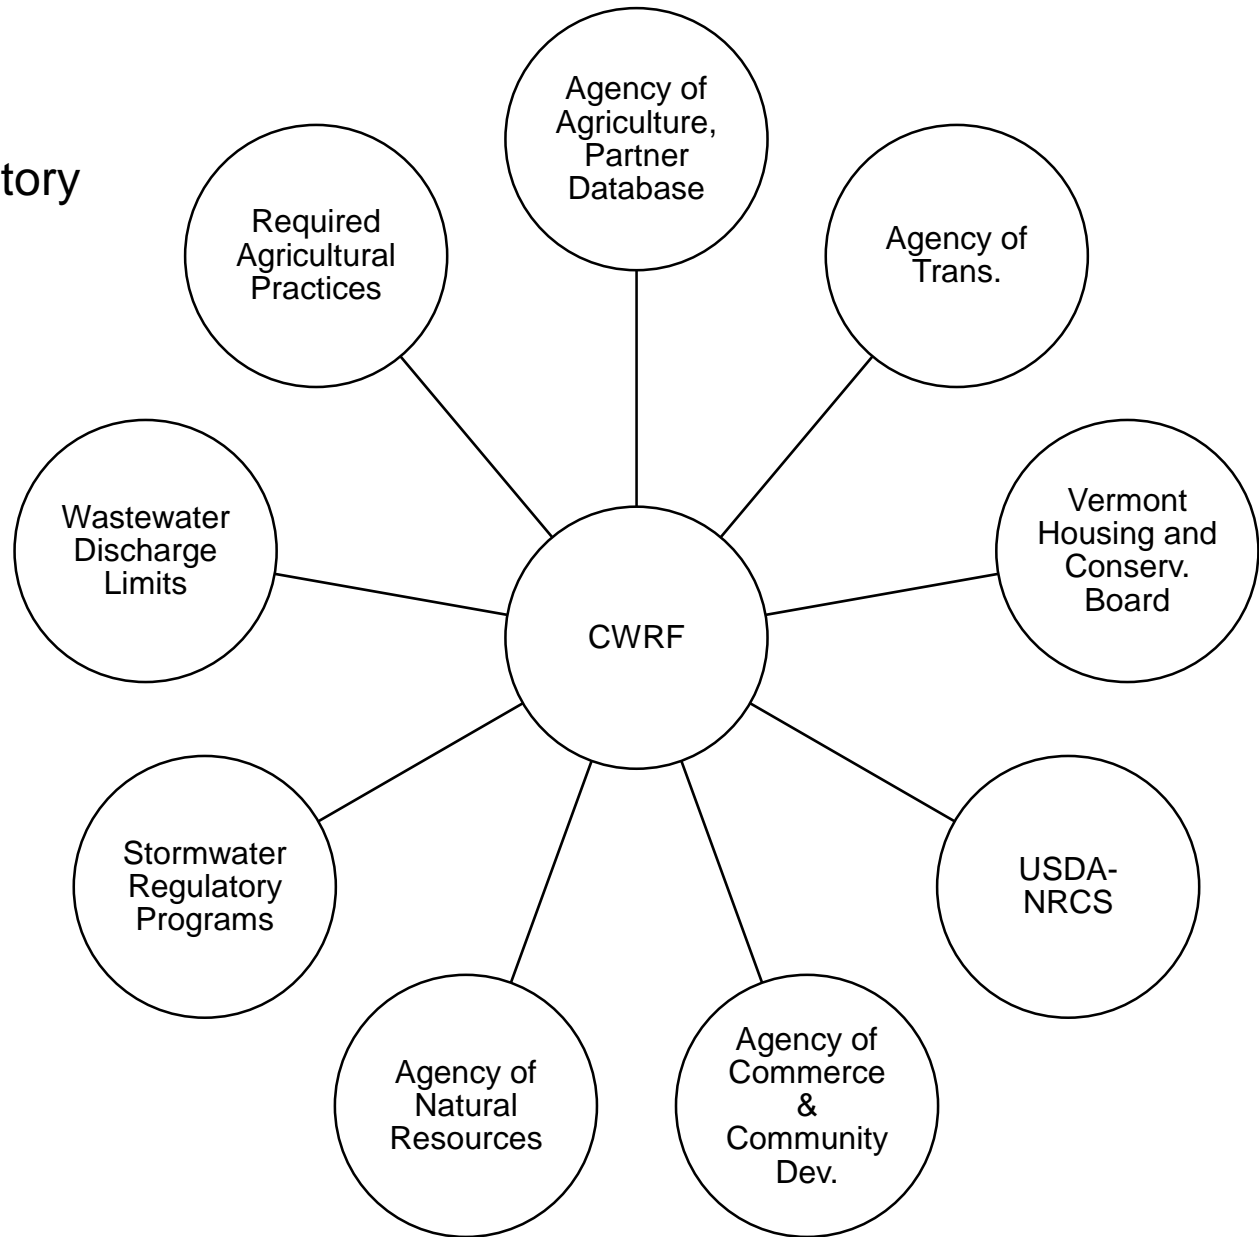 Agency of
Agriculture,
Partner
Database
tory
Required
Agricultural
Practices
Agency of
Trans.
Wastewater
Discharge
Limits
Vermont
Housing and
Conserv.
Board
CWRF
Stormwater
Regulatory
Programs
USDA-
NRCS
Agency of
Natural
Resources
Agency of
Commerce
&
Community
Dev.